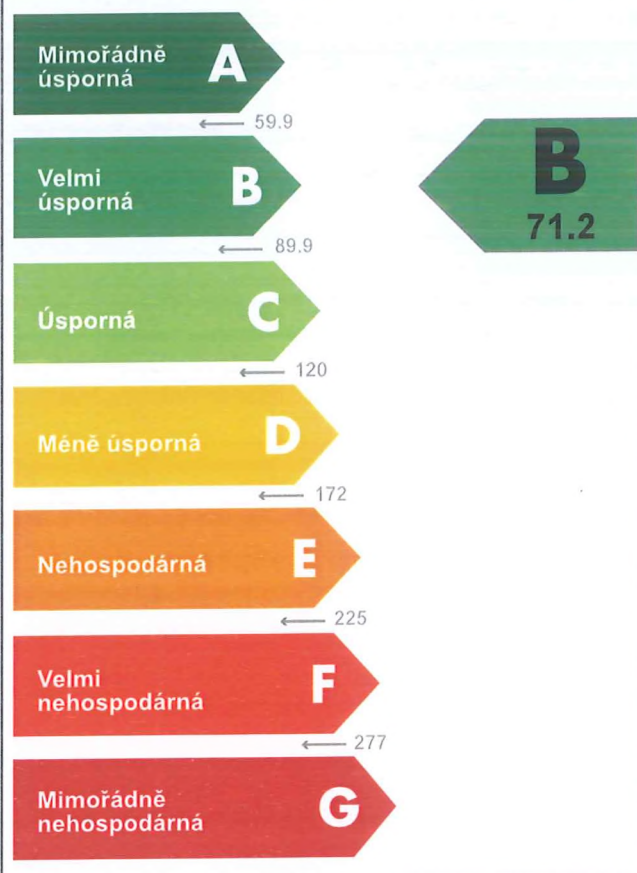 Mimořádně
úsporná
A
59.9
Velmi
úsporná
B
89.9
B
71.2
Úsporná
C
120
Méně úsporná
D
172
Nehospodárná
E
225
Velmi
nehospodárná
F
277
Mimořádně
nehospodárná
G